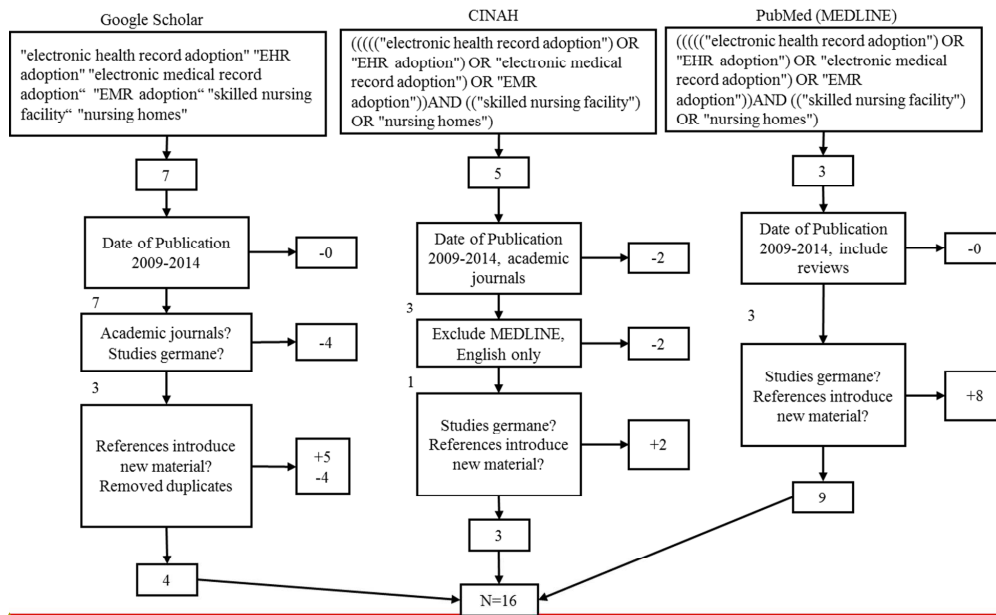 Google Scholar
"electronic health record adoption" "EHR
adoption" "electronic medical record
adoption“ "EMR adoption“ "skilled nursing
facility“ "nursing homes"
7
Date of Publication
2009-2014
-0
7
Academic journals?
Studies germane?
-4
3
References introduce
new material?
Removed duplicates
+5
-4
4
CINAH
((((("electronic health record adoption") OR
"EHR adoption") OR "electronic medical
record adoption") OR "EMR
adoption"))AND (("skilled nursing facility")
OR "nursing homes")
5
Date of Publication
2009-2014, academic
journals
-2
3
Exclude MEDLINE,
English only
-2
1
Studies germane?
References introduce
new material?
+2
3
PubMed (MEDLINE)
((((("electronic health record adoption") OR
"EHR adoption") OR "electronic medical
record adoption") OR "EMR
adoption"))AND (("skilled nursing facility")
OR "nursing homes")
3
Date of Publication
2009-2014, include
reviews
-0
3
Studies germane?
References introduce
new material?
+8
9
N=16